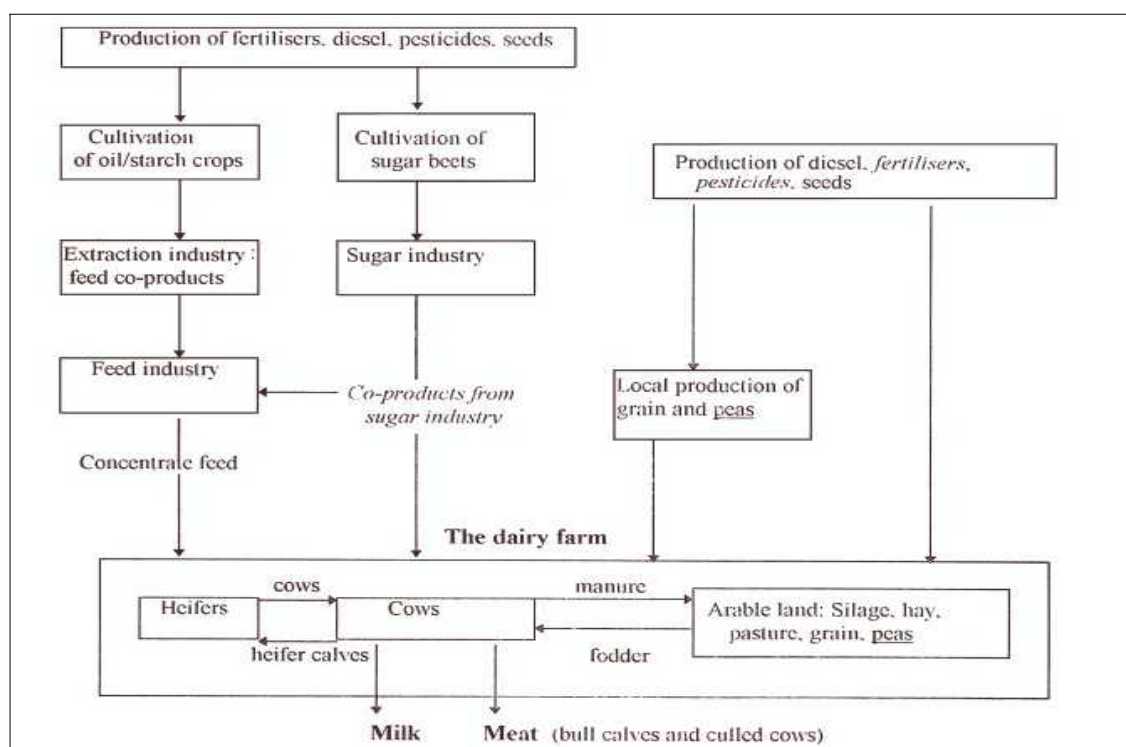 Production of fertilisers, diesel, pesticides, seeds
Cultivation
of oil/starch crops
Cultivation of
sugar beets
Production of diesel, fertilisers,
pesticides, seeds
Extraction industry:
feed co-products
Sugar industry
Feed industry
Co-products from
sugar industry
Local production of
grain and peas
Concentrate feed
The dairy farm
cows
manure
Heifers
Cows
Arable land: Silage, hay,
pasture, grain, peas
heifer calves
fodder
Milk
Meat (bull calves and culled cows)